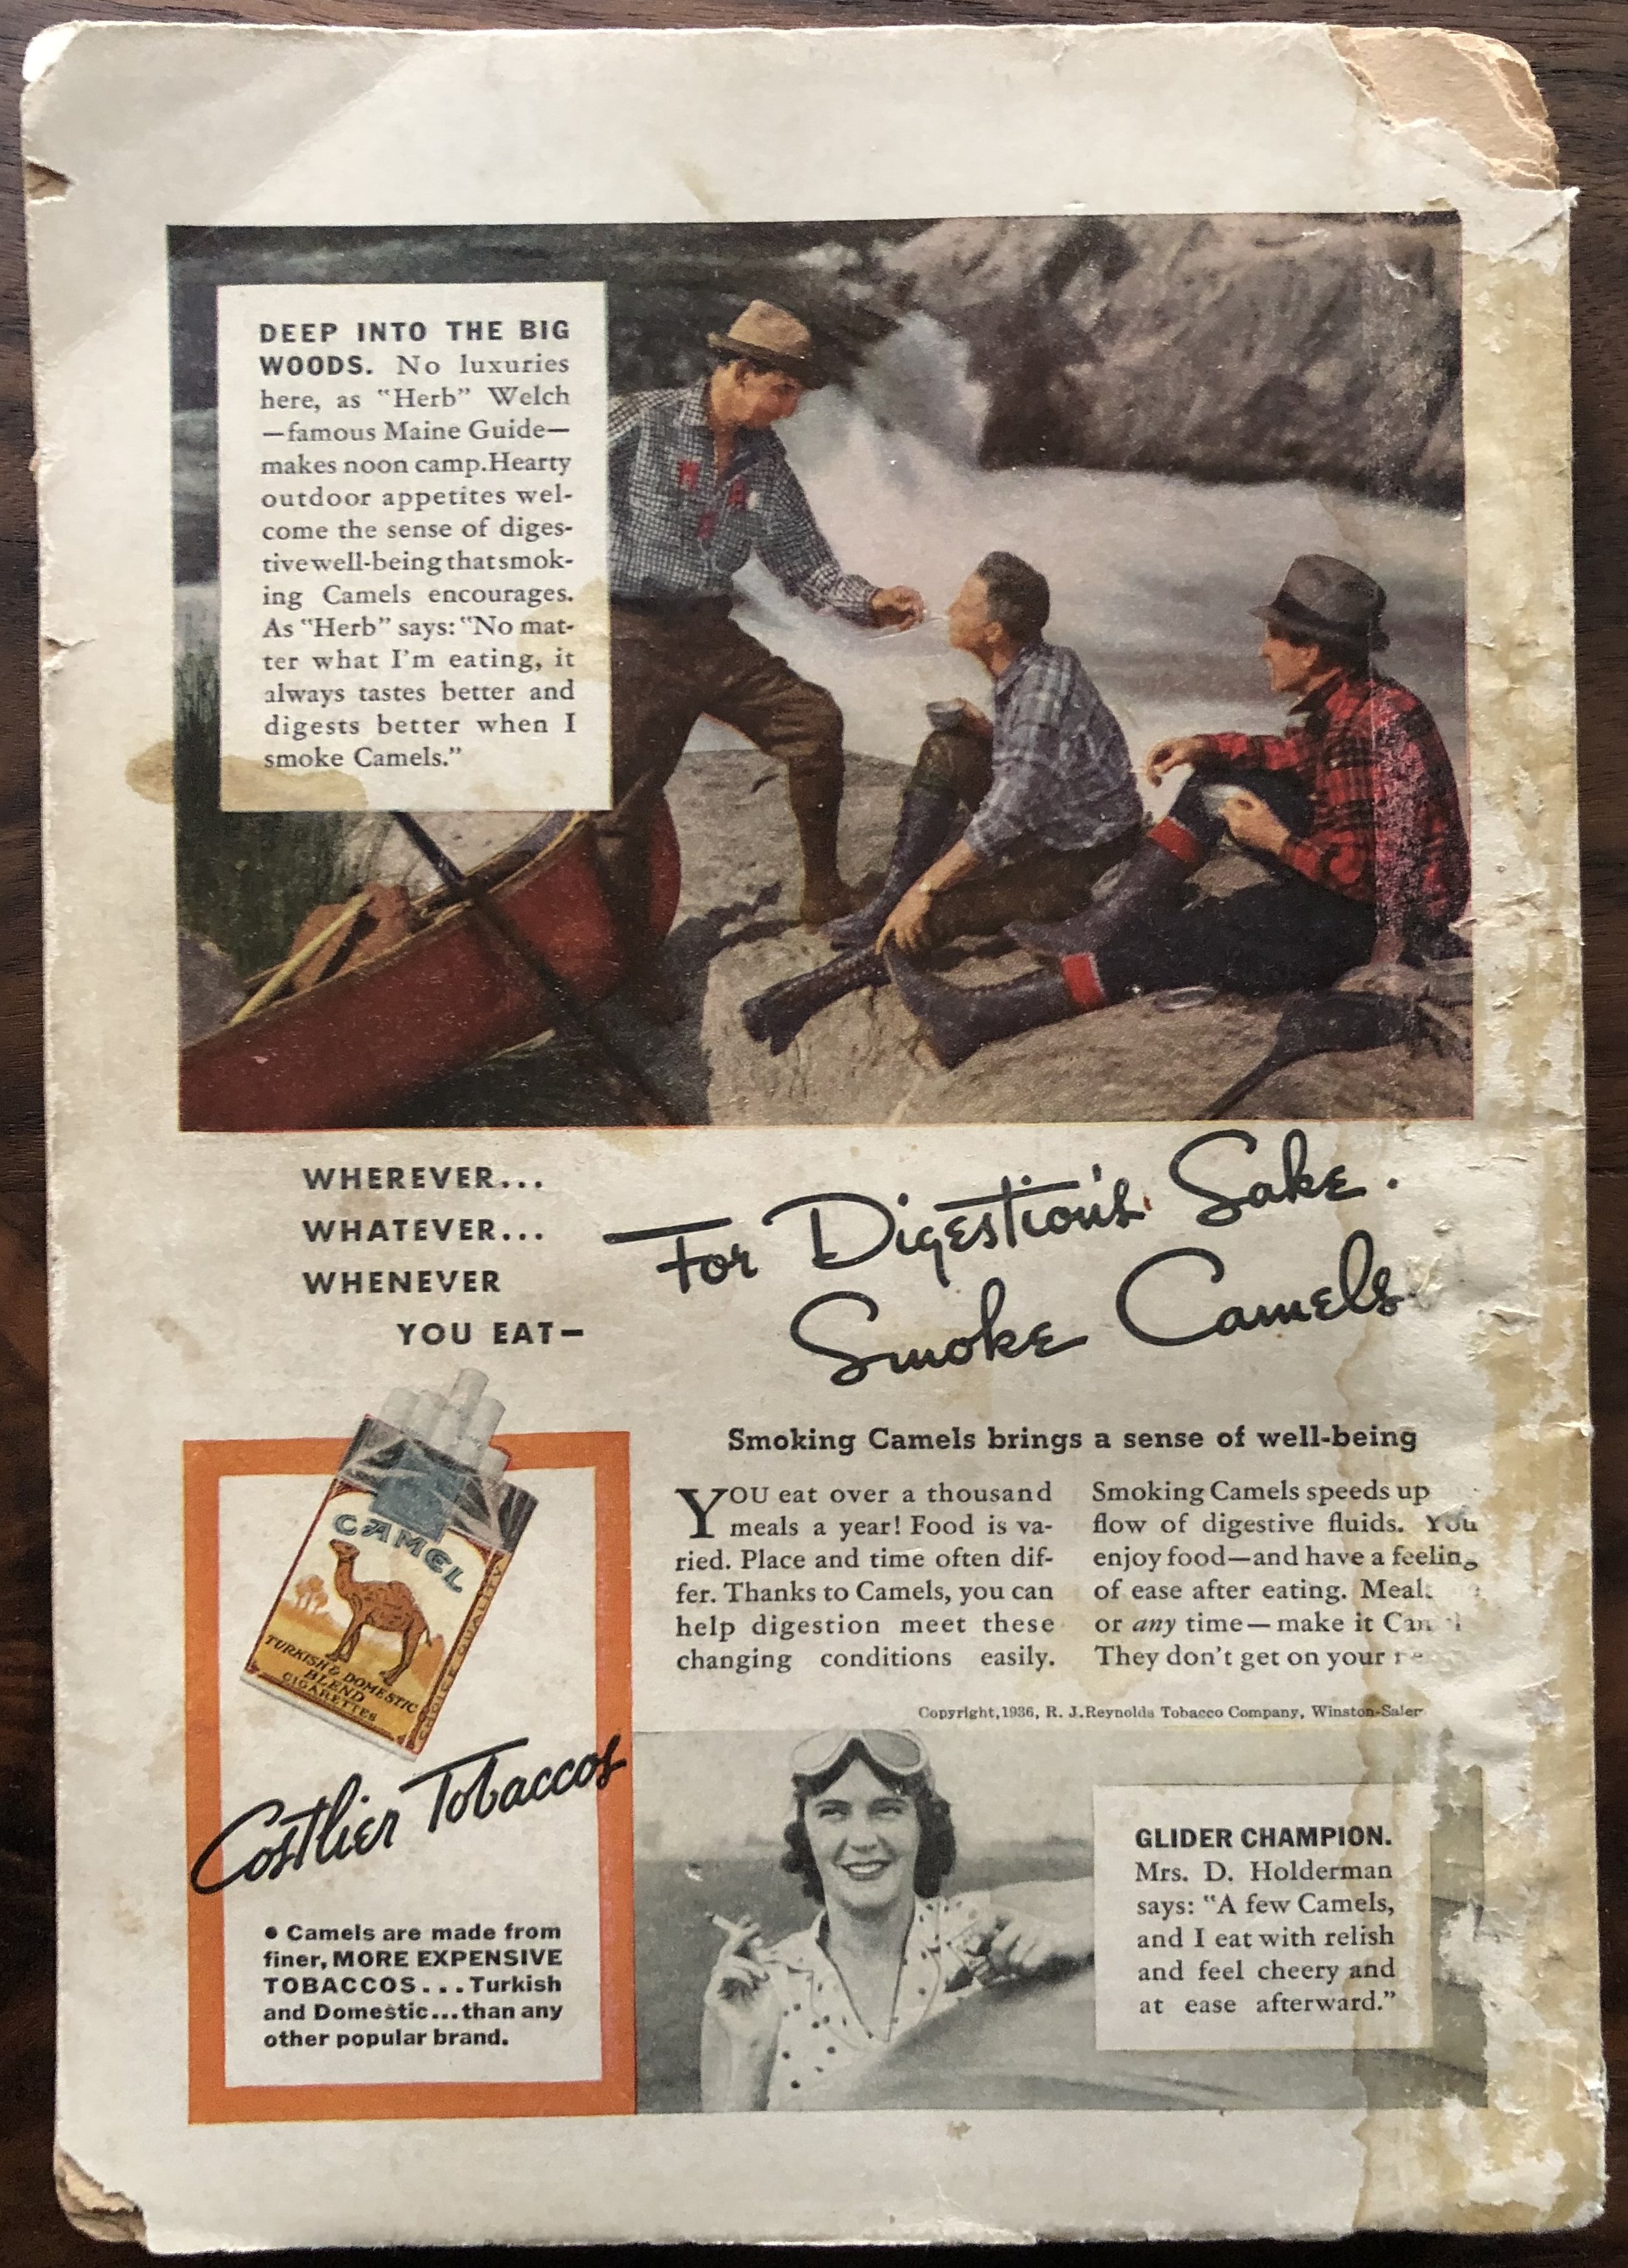 DEEP INTO THE BIG
WOODS. No luxuries
here, as "Herb" Welch
—famous Maine Guide—
makes noon camp. Hearty
outdoor appetites wel-
come the sense of diges-
tive well-being that smok-
ing Camels encourages.
As "Herb" says: "No mat-
ter what I'm eating, it
always tastes better and
digests better when I
smoke Camels."
WHEREVER...
WHATEVER...
WHENEVER
YOU EAT—
For Digestion's Sake.
Smoke Camels
CAMEL
TURKISH & DOMESTIC
BLEND
CIGARETTES
CHOICE QUALITY
Costlier Tobaccos
• Camels are made from
finer, MORE EXPENSIVE
TOBACCOS... Turkish
and Domestic...than any
other popular brand.
Smoking Camels brings a sense of well-being
YOU eat over a thousand
meals a year! Food is va-
ried. Place and time often dif-
fer. Thanks to Camels, you can
help digestion meet these
changing conditions easily.
Smoking Camels speeds up
flow of digestive fluids. You
enjoy food—and have a feeling
of ease after eating.
or any time—make it
They don't get on your
Copyright, 1936, R. J. Reynolds Tobacco Company,
GLIDER CHAMPION.
Mrs. D. Holderman
says: "A few Camels,
and I eat with relish
and feel cheery and
at ease afterward."